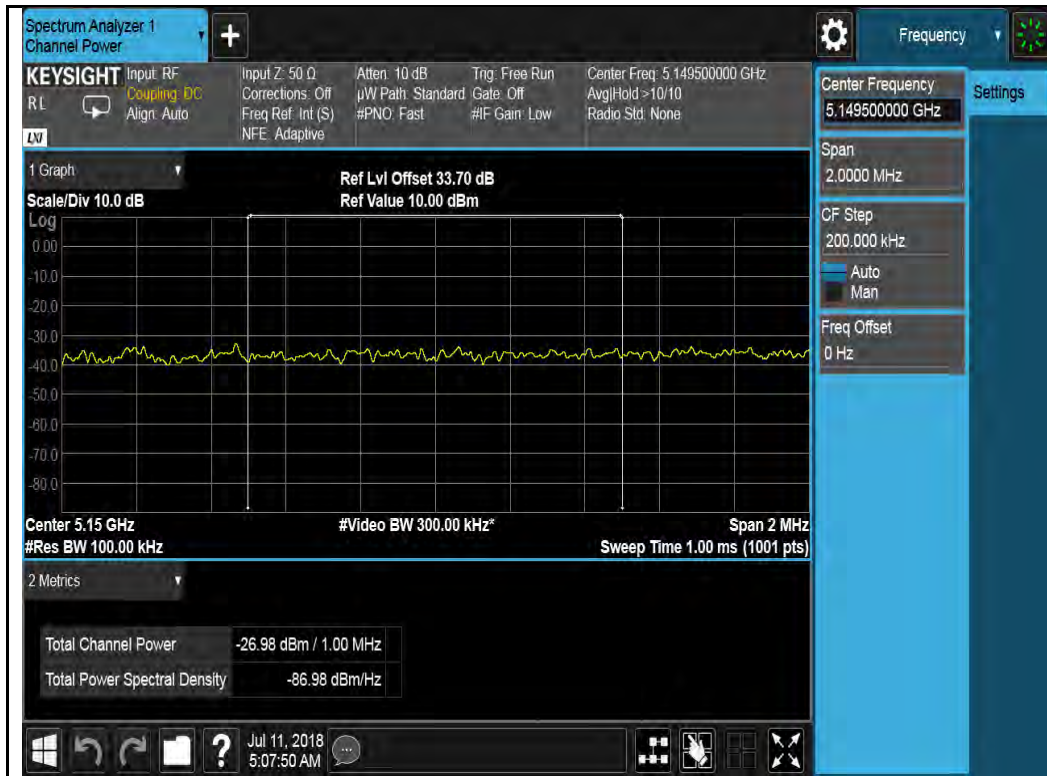 Spectrum Analyzer 1
Channel Power
+
Frequency
KEYSIGHT
RL
LXI
Input: RF
Coupling: DC
Align: Auto
Input Z: 50 Ω
Corrections: Off
Freq Ref: Int (S)
NFE: Adaptive
Atten: 10 dB
µW Path: Standard
#PNO: Fast
Trig: Free Run
Gate: Off
#IF Gain: Low
Center Freq: 5.149500000 GHz
Avg|Hold >10/10
Radio Std: None
Center Frequency
5.149500000 GHz
Settings
Span
2.0000 MHz
CF Step
200.000 kHz
Auto
Man
Freq Offset
0 Hz
1 Graph
Scale/Div 10.0 dB
Ref Lvl Offset 33.70 dB
Ref Value 10.00 dBm
Log
0.00
-10.0
-20.0
-30.0
-40.0
-50.0
-60.0
-70.0
-80.0
Center 5.15 GHz
#Video BW 300.00 kHz*
Span 2 MHz
#Res BW 100.00 kHz
Sweep Time 1.00 ms (1001 pts)
2 Metrics
Total Channel Power
-26.98 dBm / 1.00 MHz
Total Power Spectral Density
-86.98 dBm/Hz
?
Jul 11, 2018
5:07:50 AM